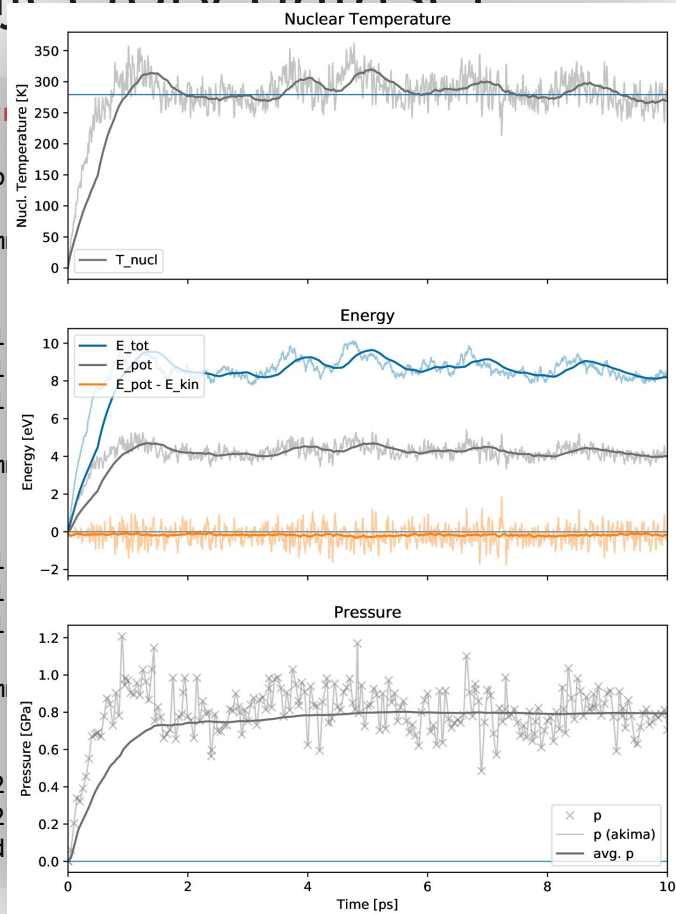 Nuclear Temperature
Nucl. Temperature [K]
350
300
250
200
150
100
50
0
T_nucl
Energy
Energy [eV]
10
8
6
4
2
0
−2
E_tot
E_pot
E_pot - E_kin
Pressure
Pressure [GPa]
1.2
1.0
0.8
0.6
0.4
0.2
0.0
p
p (akima)
avg. p
0 2 4 6 8 10
Time [ps]